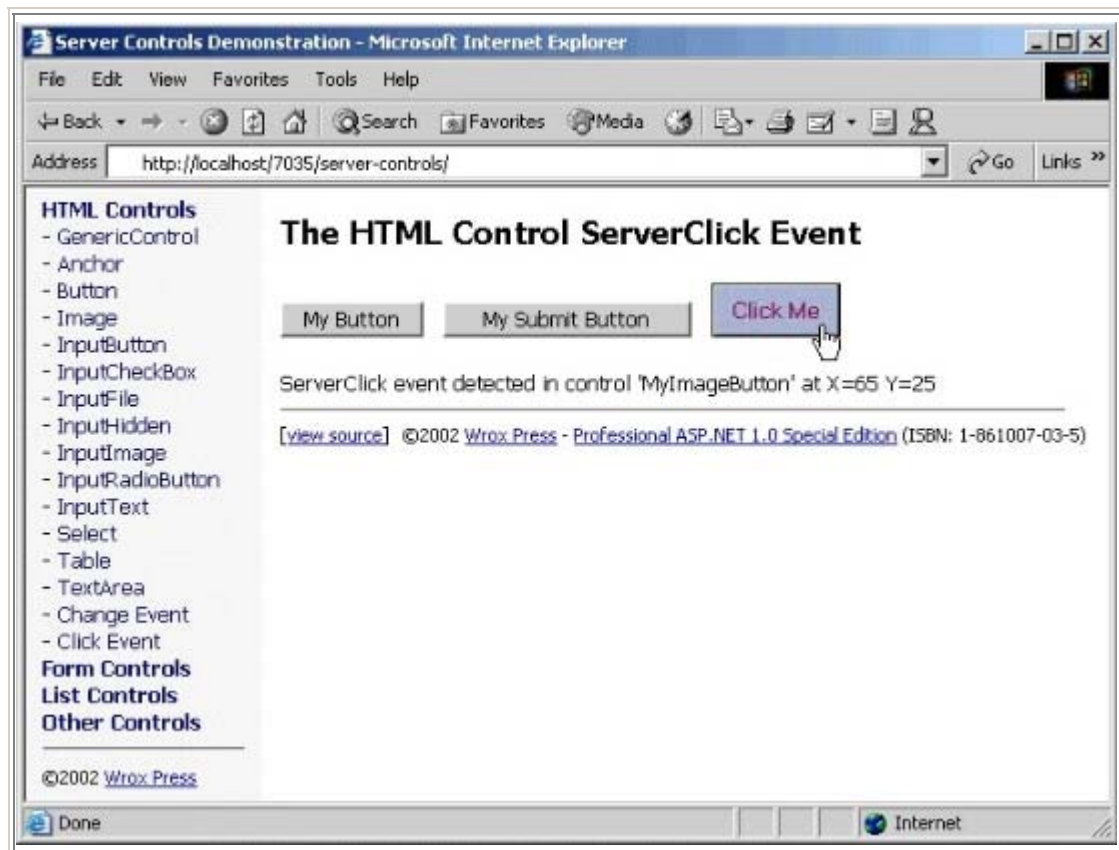 Server Controls Demonstration - Microsoft Internet Explorer
File Edit View Favorites Tools Help
Back Search Favorites Media
Address http://localhost/7035/server-controls/ Go Links »
HTML Controls
- GenericControl
- Anchor
- Button
- Image
- InputButton
- InputCheckBox
- InputFile
- InputHidden
- InputImage
- InputRadioButton
- InputText
- Select
- Table
- TextArea
- Change Event
- Click Event
Form Controls
List Controls
Other Controls
©2002 Wrox Press
The HTML Control ServerClick Event
My Button My Submit Button Click Me
ServerClick event detected in control 'MyImageButton' at X=65 Y=25
[view source] ©2002 Wrox Press - Professional ASP.NET 1.0 Special Edition (ISBN: 1-861007-03-5)
Done Internet